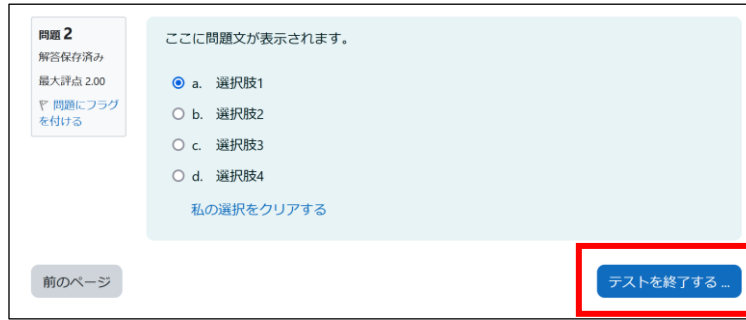 問題 2
解答保存済み
最大評点 2.00
問題にフラグ
を付ける
ここに問題文が表示されます。
a. 選択肢1
b. 選択肢2
c. 選択肢3
d. 選択肢4
私の選択をクリアする
前のページ
テストを終了する ...